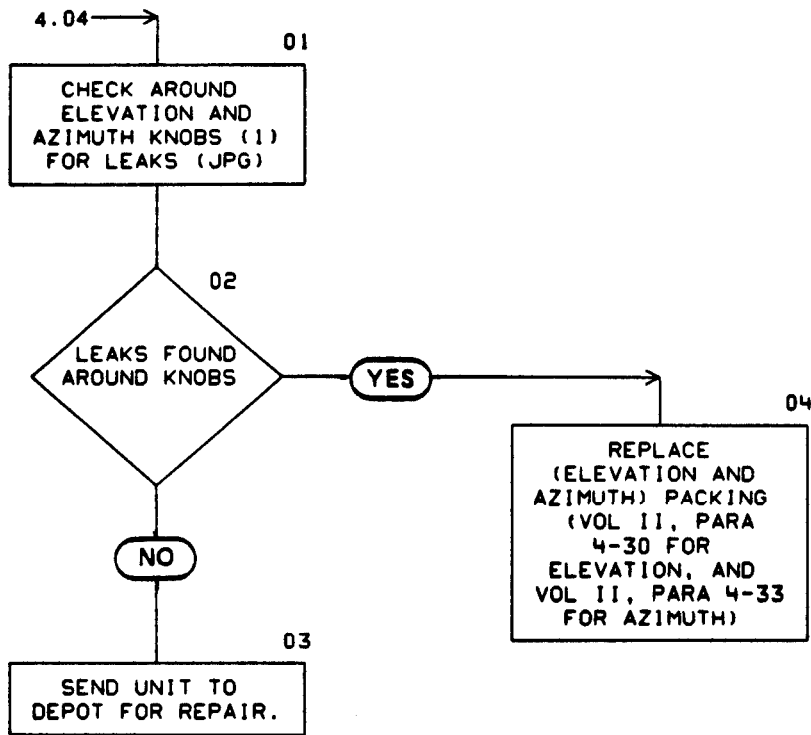 4.04
01
CHECK AROUND
ELEVATION AND
AZIMUTH KNOBS (1)
FOR LEAKS (JPG)
02
LEAKS FOUND
AROUND KNOBS
YES
04
REPLACE
(ELEVATION AND
AZIMUTH) PACKING
(VOL II, PARA
4-30 FOR
ELEVATION, AND
VOL II, PARA 4-33
FOR AZIMUTH)
NO
03
SEND UNIT TO
DEPOT FOR REPAIR.